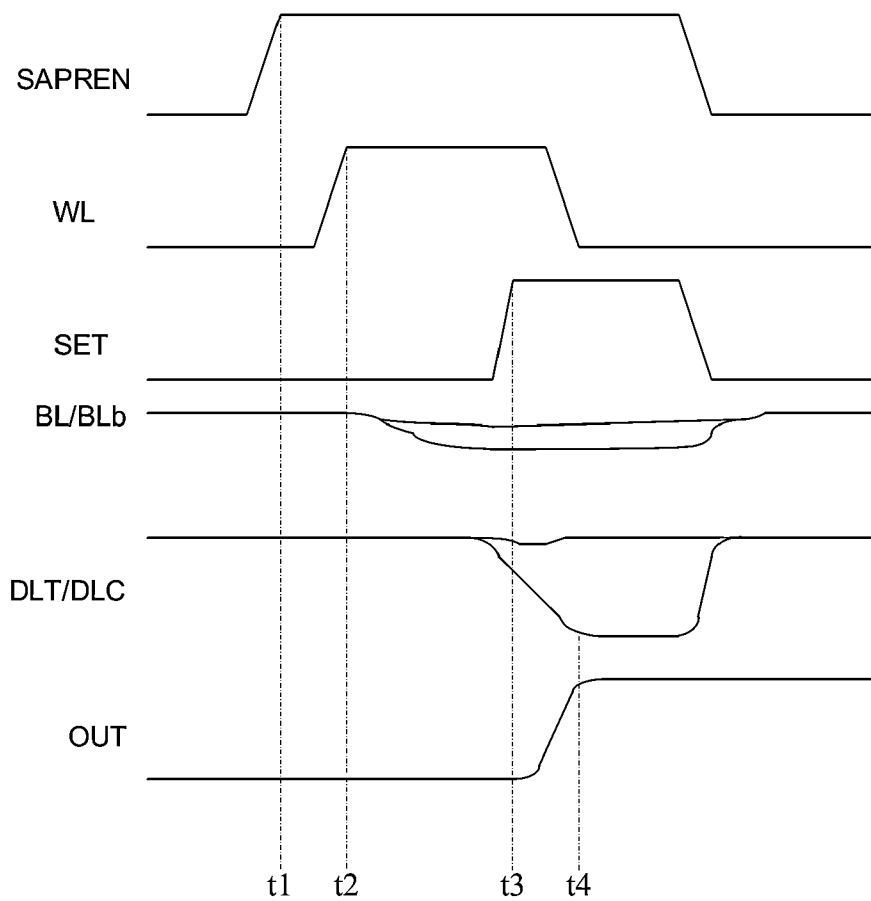 SAPREN
WL
SET
BL/BLb
DLT/DLC
OUT
t1 t2 t3 t4